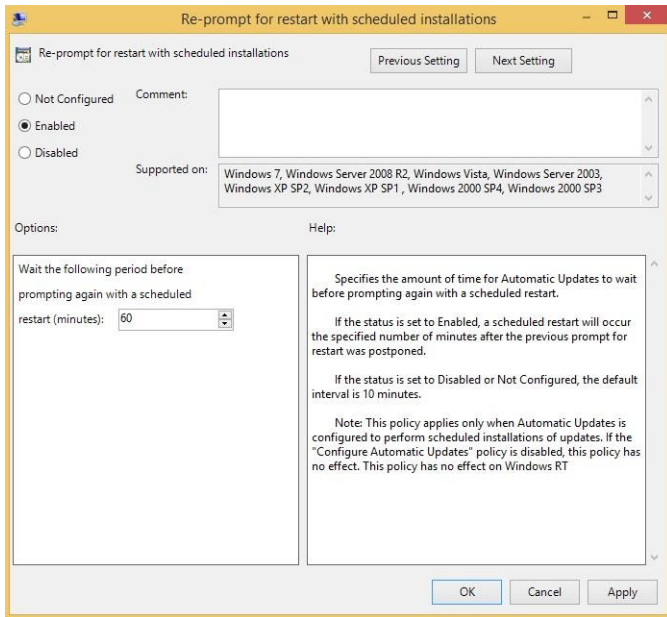 Re-prompt for restart with scheduled installations
Re-prompt for restart with scheduled installations
Previous Setting
Next Setting
Not Configured
Enabled
Disabled
Comment:
Supported on:
Windows 7, Windows Server 2008 R2, Windows Vista, Windows Server 2003,
Windows XP SP2, Windows XP SP1 , Windows 2000 SP4, Windows 2000 SP3
Options:
Help:
Wait the following period before
prompting again with a scheduled
restart (minutes): 60
Specifies the amount of time for Automatic Updates to wait
before prompting again with a scheduled restart.
If the status is set to Enabled, a scheduled restart will occur
the specified number of minutes after the previous prompt for
restart was postponed.
If the status is set to Disabled or Not Configured, the default
interval is 10 minutes.
Note: This policy applies only when Automatic Updates is
configured to perform scheduled installations of updates. If the
"Configure Automatic Updates" policy is disabled, this policy has
no effect. This policy has no effect on Windows RT
OK
Cancel
Apply